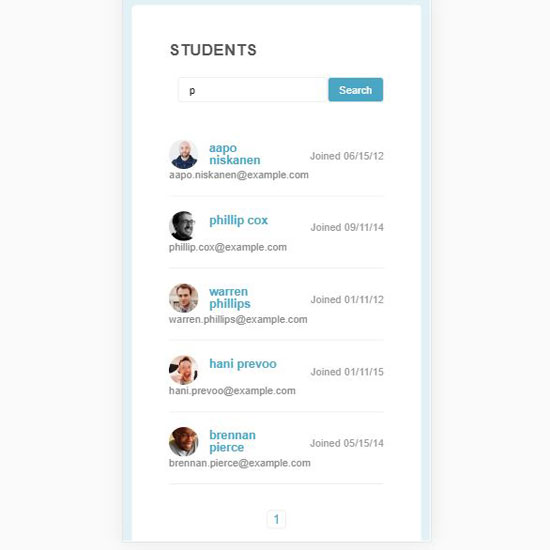 STUDENTS
p
Search
aapo
niskanen
Joined 06/15/12
aapo.niskanen@example.com
phillip cox
Joined 09/11/14
phillip.cox@example.com
warren
phillips
Joined 01/11/12
warren.phillips@example.com
hani prevoo
Joined 01/11/15
hani.prevoo@example.com
brennan
pierce
Joined 05/15/14
brennan.pierce@example.com
1